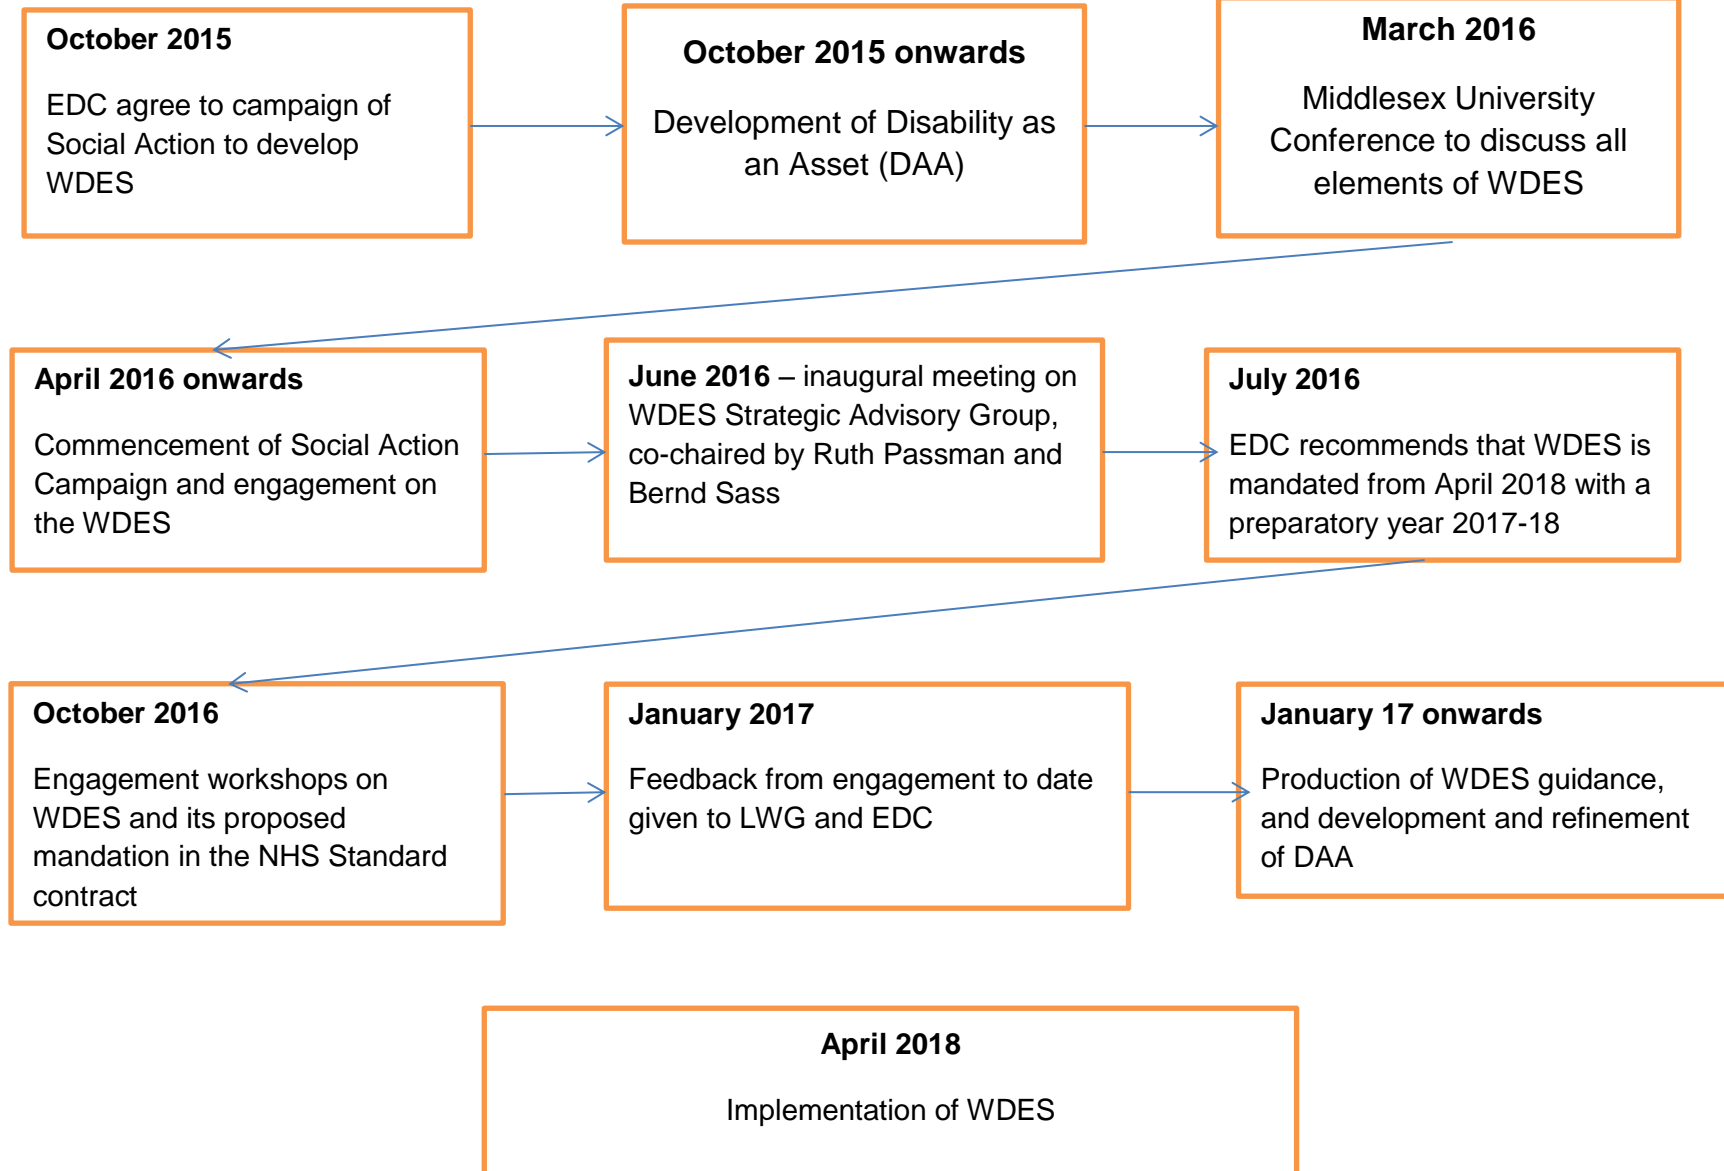 October 2015
EDC agree to campaign of
Social Action to develop
WDES
October 2015 onwards
Development of Disability as
an Asset (DAA)
March 2016
Middlesex University
Conference to discuss all
elements of WDES
April 2016 onwards
Commencement of Social Action
Campaign and engagement on
the WDES
June 2016 – inaugural meeting on
WDES Strategic Advisory Group,
co-chaired by Ruth Passman and
Bernd Sass
July 2016
EDC recommends that WDES is
mandated from April 2018 with a
preparatory year 2017-18
October 2016
Engagement workshops on
WDES and its proposed
mandation in the NHS Standard
contract
January 2017
Feedback from engagement to date
given to LWG and EDC
January 17 onwards
Production of WDES guidance,
and development and refinement
of DAA
April 2018
Implementation of WDES